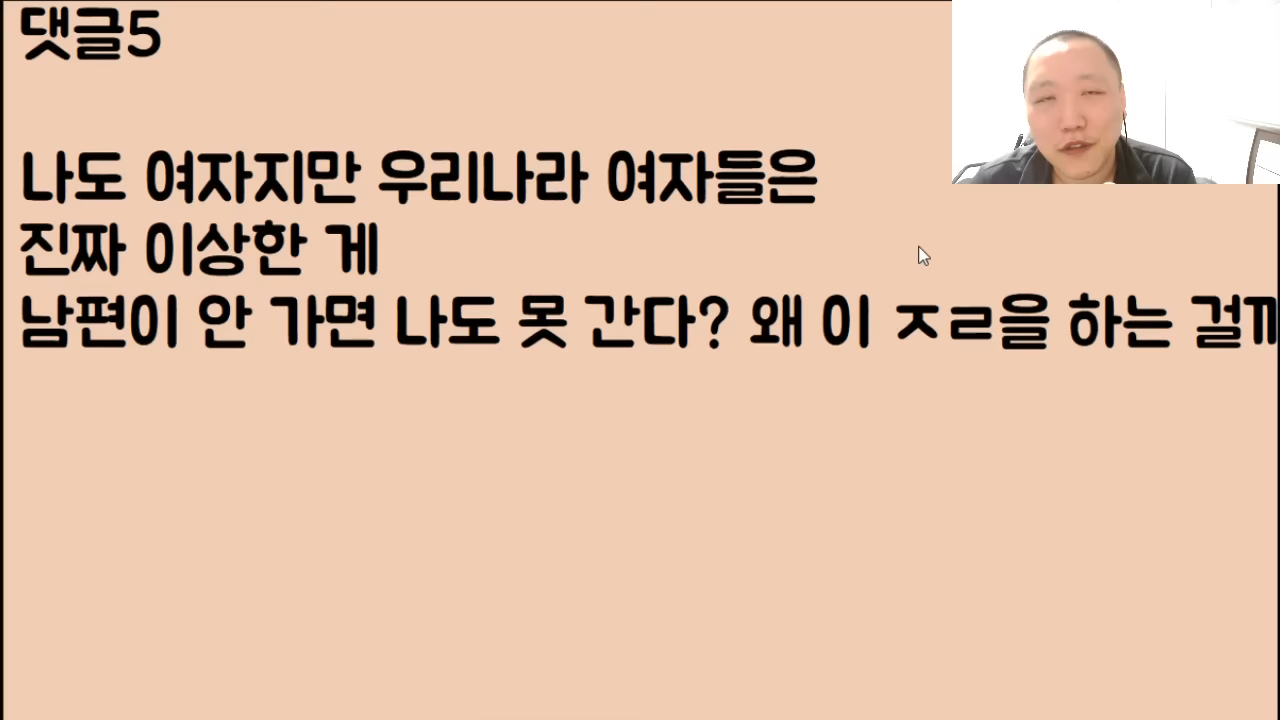 댓글5
나도 여자지만 우리나라 여자들은
진짜 이상한 게
남편이 안 가면 나도 못 간다? 왜 이 ㅈㄹ을 하는